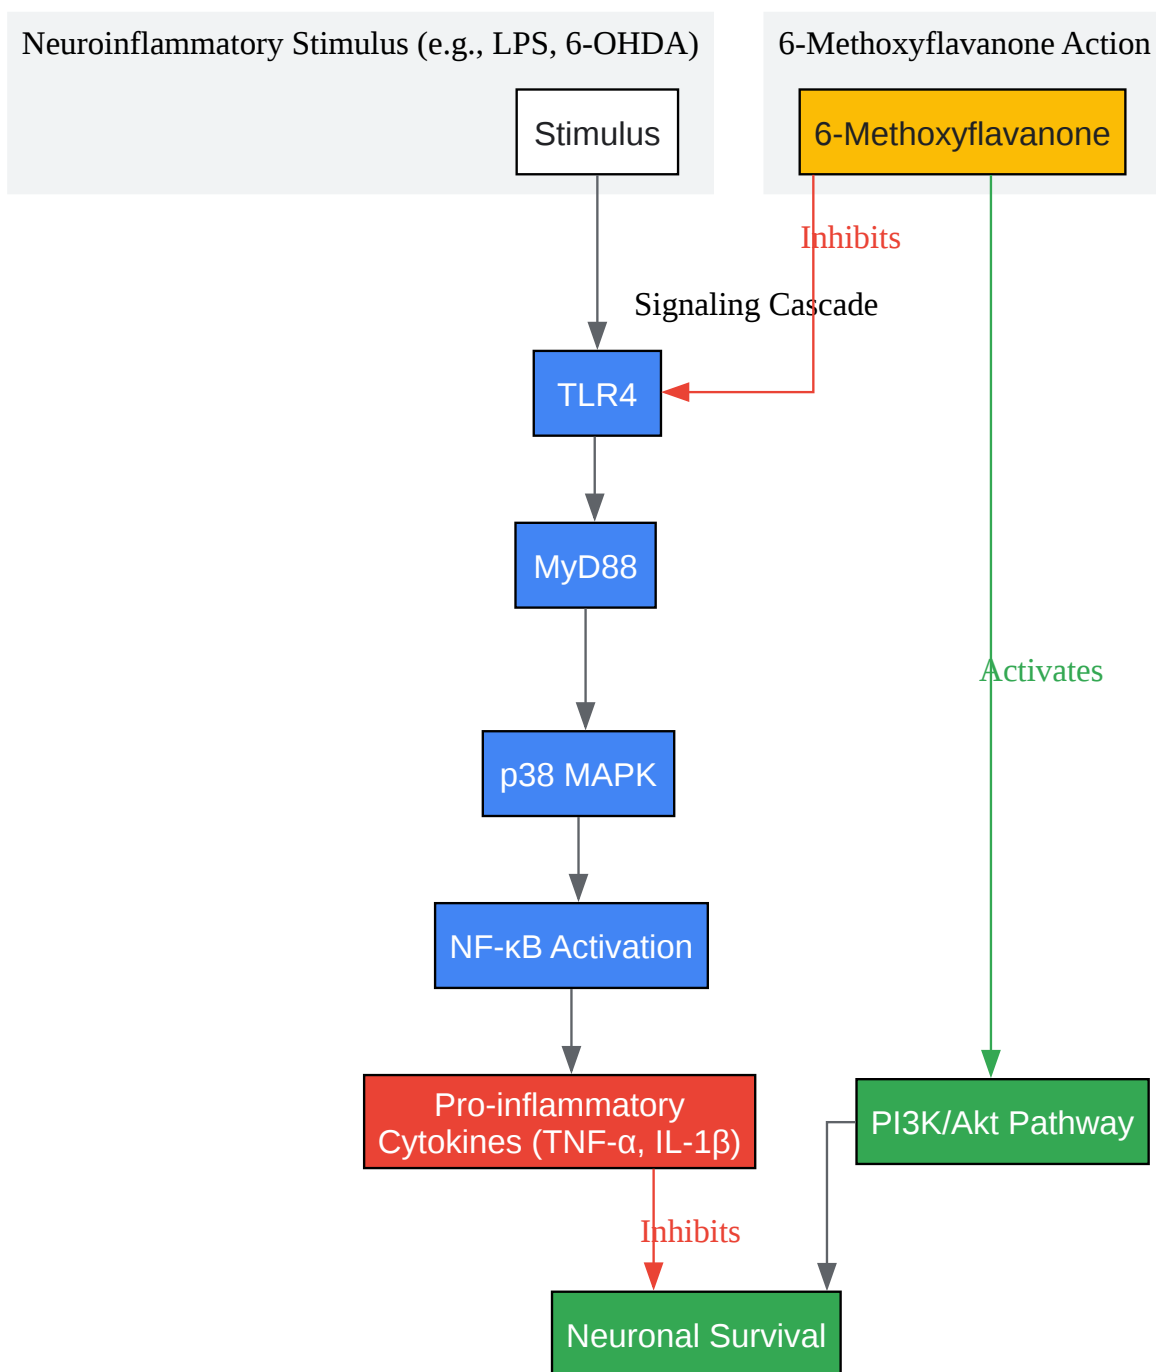 Neuroinflammatory Stimulus (e.g., LPS, 6-OHDA)
6-Methoxyflavanone Action
Stimulus
6-Methoxyflavanone
Inhibits
Signaling Cascade
TLR4
MyD88
Activates
p38 MAPK
NF-κB Activation
Pro-inflammatory
Cytokines (TNF-α, IL-1β)
PI3K/Akt Pathway
Inhibits
Neuronal Survival